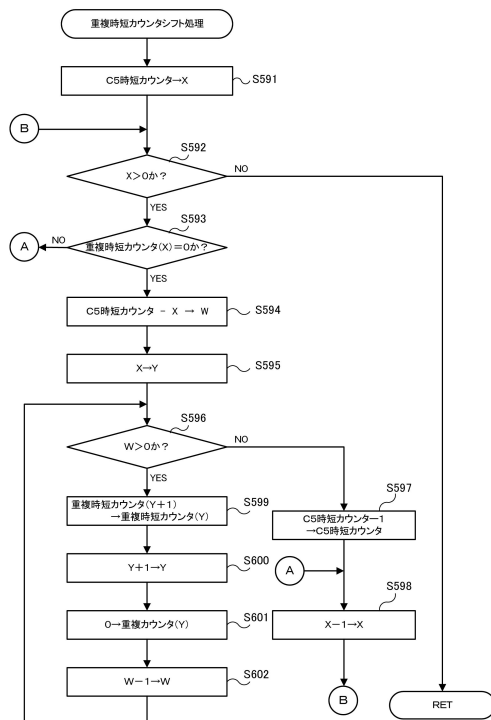 重複時短カウンタシフト処理
C5時短カウンター→X
S591
B
S592
X>0か?
NO
YES
S593
A
NO
重複時短カウンタ(X)=0か?
YES
C5時短カウンタ － X → W
S594
X→Y
S595
S596
W>0か?
NO
YES
S599
重複時短カウンタ(Y+1)
→重複時短カウンタ(Y)
S597
C5時短カウンター1
→C5時短カウンタ
Y+1→Y
S600
A
S598
0→重複カウンタ(Y)
S601
X－1→X
W－1→W
S602
B
RET